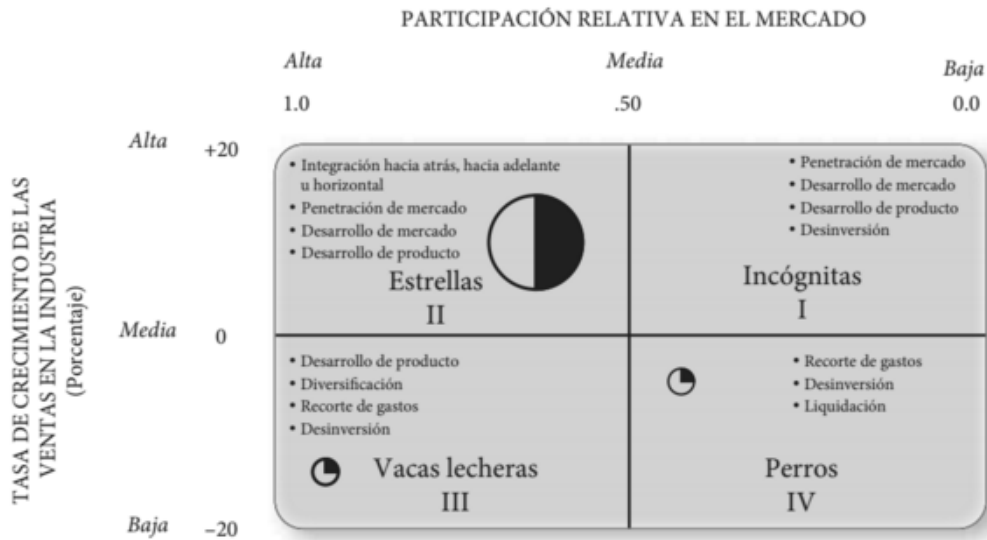 PARTICIPACIÓN RELATIVA EN EL MERCADO
Alta
Media
Baja
1.0
.50
0.0
TASA DE CRECIMIENTO DE LAS
VENTAS EN LA INDUSTRIA
(Porcentaje)
Alta
+20
Media
0
Baja
–20
• Integración hacia atrás, hacia adelante
u horizontal
• Penetración de mercado
• Desarrollo de mercado
• Desarrollo de producto
Estrellas
II
• Penetración de mercado
• Desarrollo de mercado
• Desarrollo de producto
• Desinversión
Incógnitas
I
• Desarrollo de producto
• Diversificación
• Recorte de gastos
• Desinversión
Vacas lecheras
III
• Recorte de gastos
• Desinversión
• Liquidación
Perros
IV